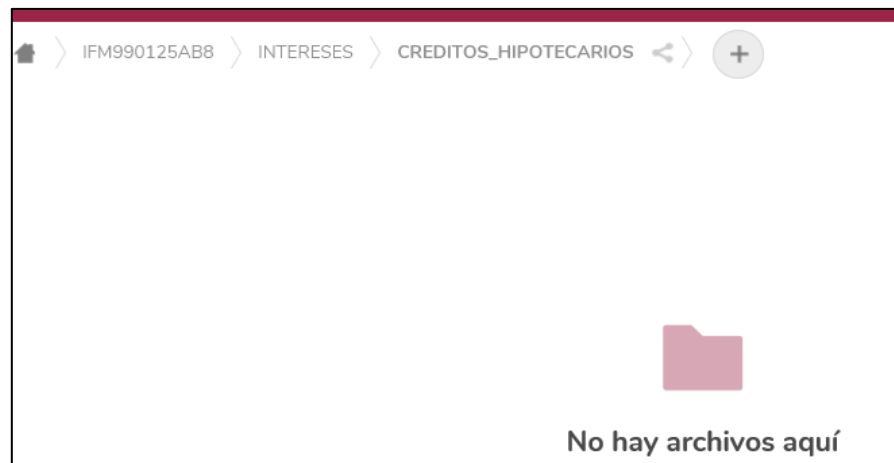 IFM990125AB8 INTERESES CREDITOS_HIPOTECARIOS +
No hay archivos aquí